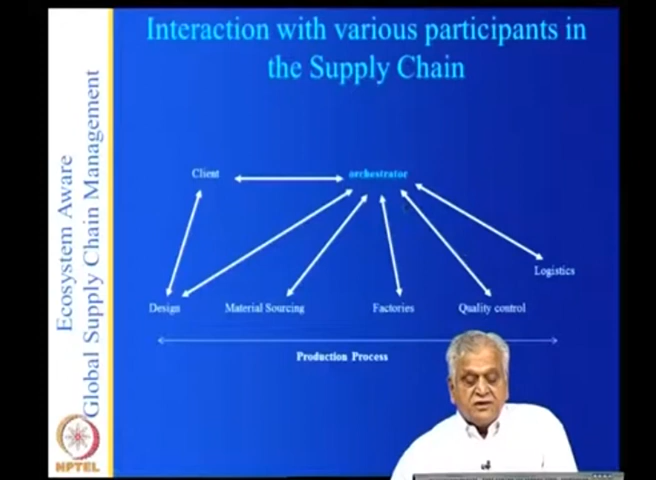 Interaction with various participants in
the Supply Chain
Ecosystem Aware
Global Supply Chain Management
Client
orchestrator
Logistics
Design
Material Sourcing
Factories
Quality control
Production Process
NPTEL